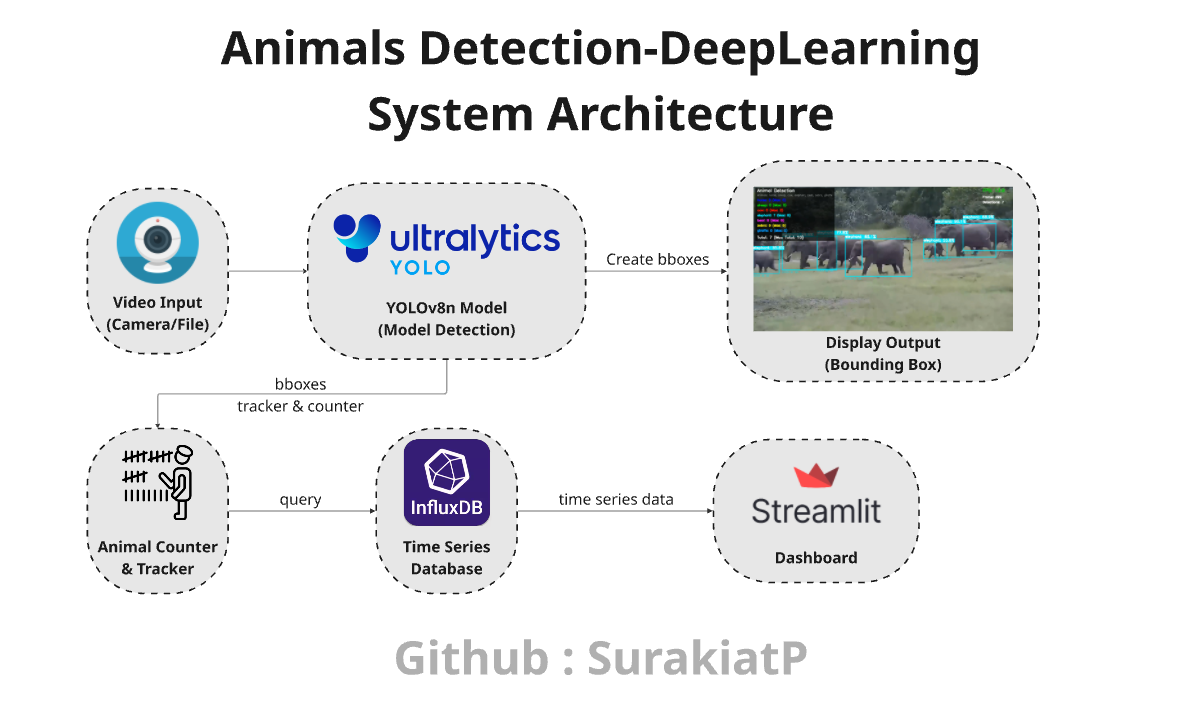 Animals Detection-DeepLearning
System Architecture
Video Input
(Camera/File)
ultralytics
YOLO
YOLOv8n Model
(Model Detection)
Create bboxes
Animal Detection
Display Output
(Bounding Box)
bboxes
tracker & counter
Animal Counter
& Tracker
query
InfluxDB
Time Series
Database
time series data
Streamlit
Dashboard
Github : SurakiatP